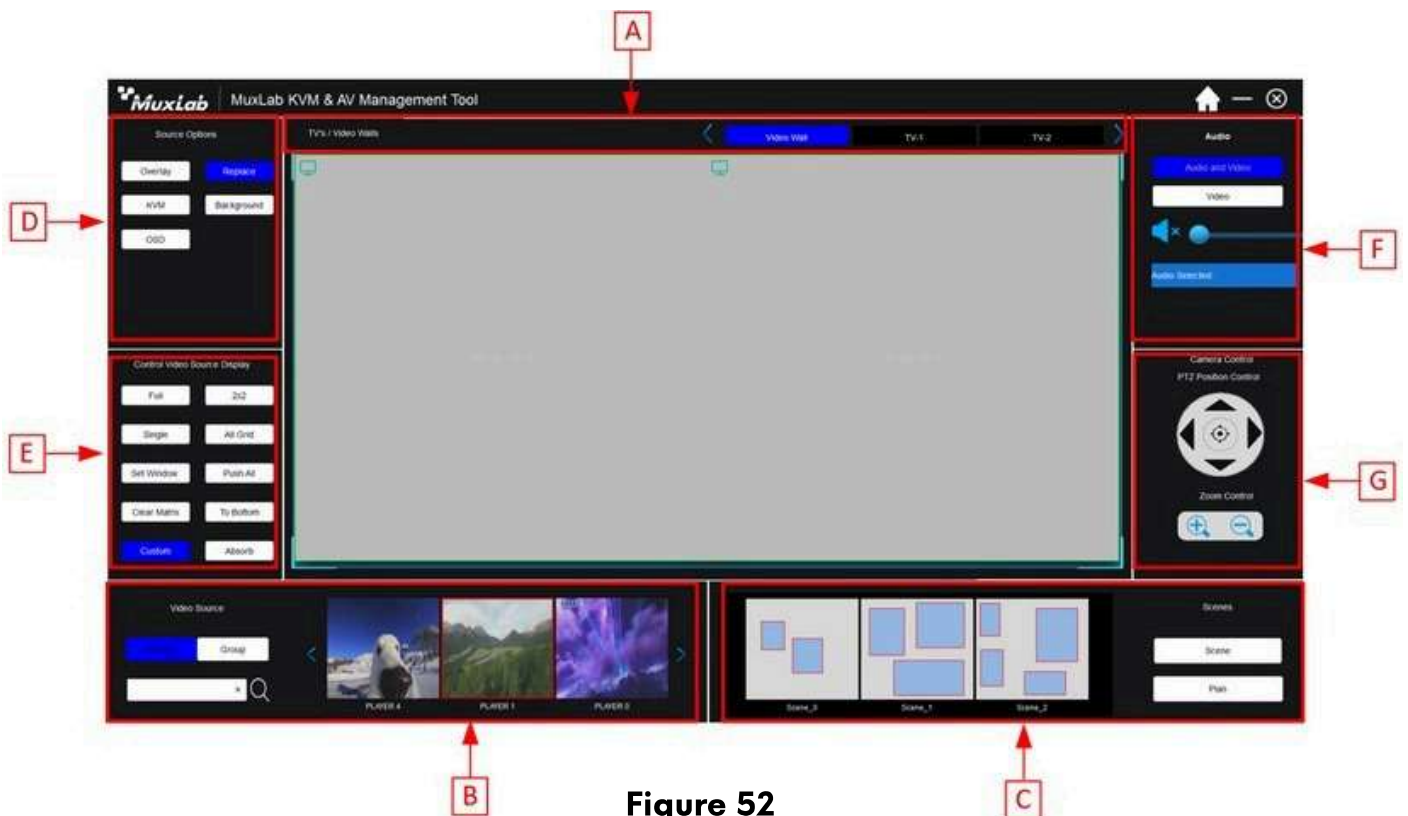 A
MuxLab MuxLab KVM & AV Management Tool
Source Options
Overlay Replace
KVM Background
OSD
D
TV's / Video Walls Video Wall TV-1 TV-2
Audio
Audio and Video
Video
Audio Selected
F
Control Video Source Display
Full 2x2
Single All Grid
Set Window Push All
Clear Matrix To Bottom
Custom Absorb
E
Camera Control
PTZ Position Control
Zoom Control
G
Video Source
Group
PLAYER 4 PLAYER 1
B
Scene_1 Scene_2
Scenes
Scene
Plan
C
Figure 52